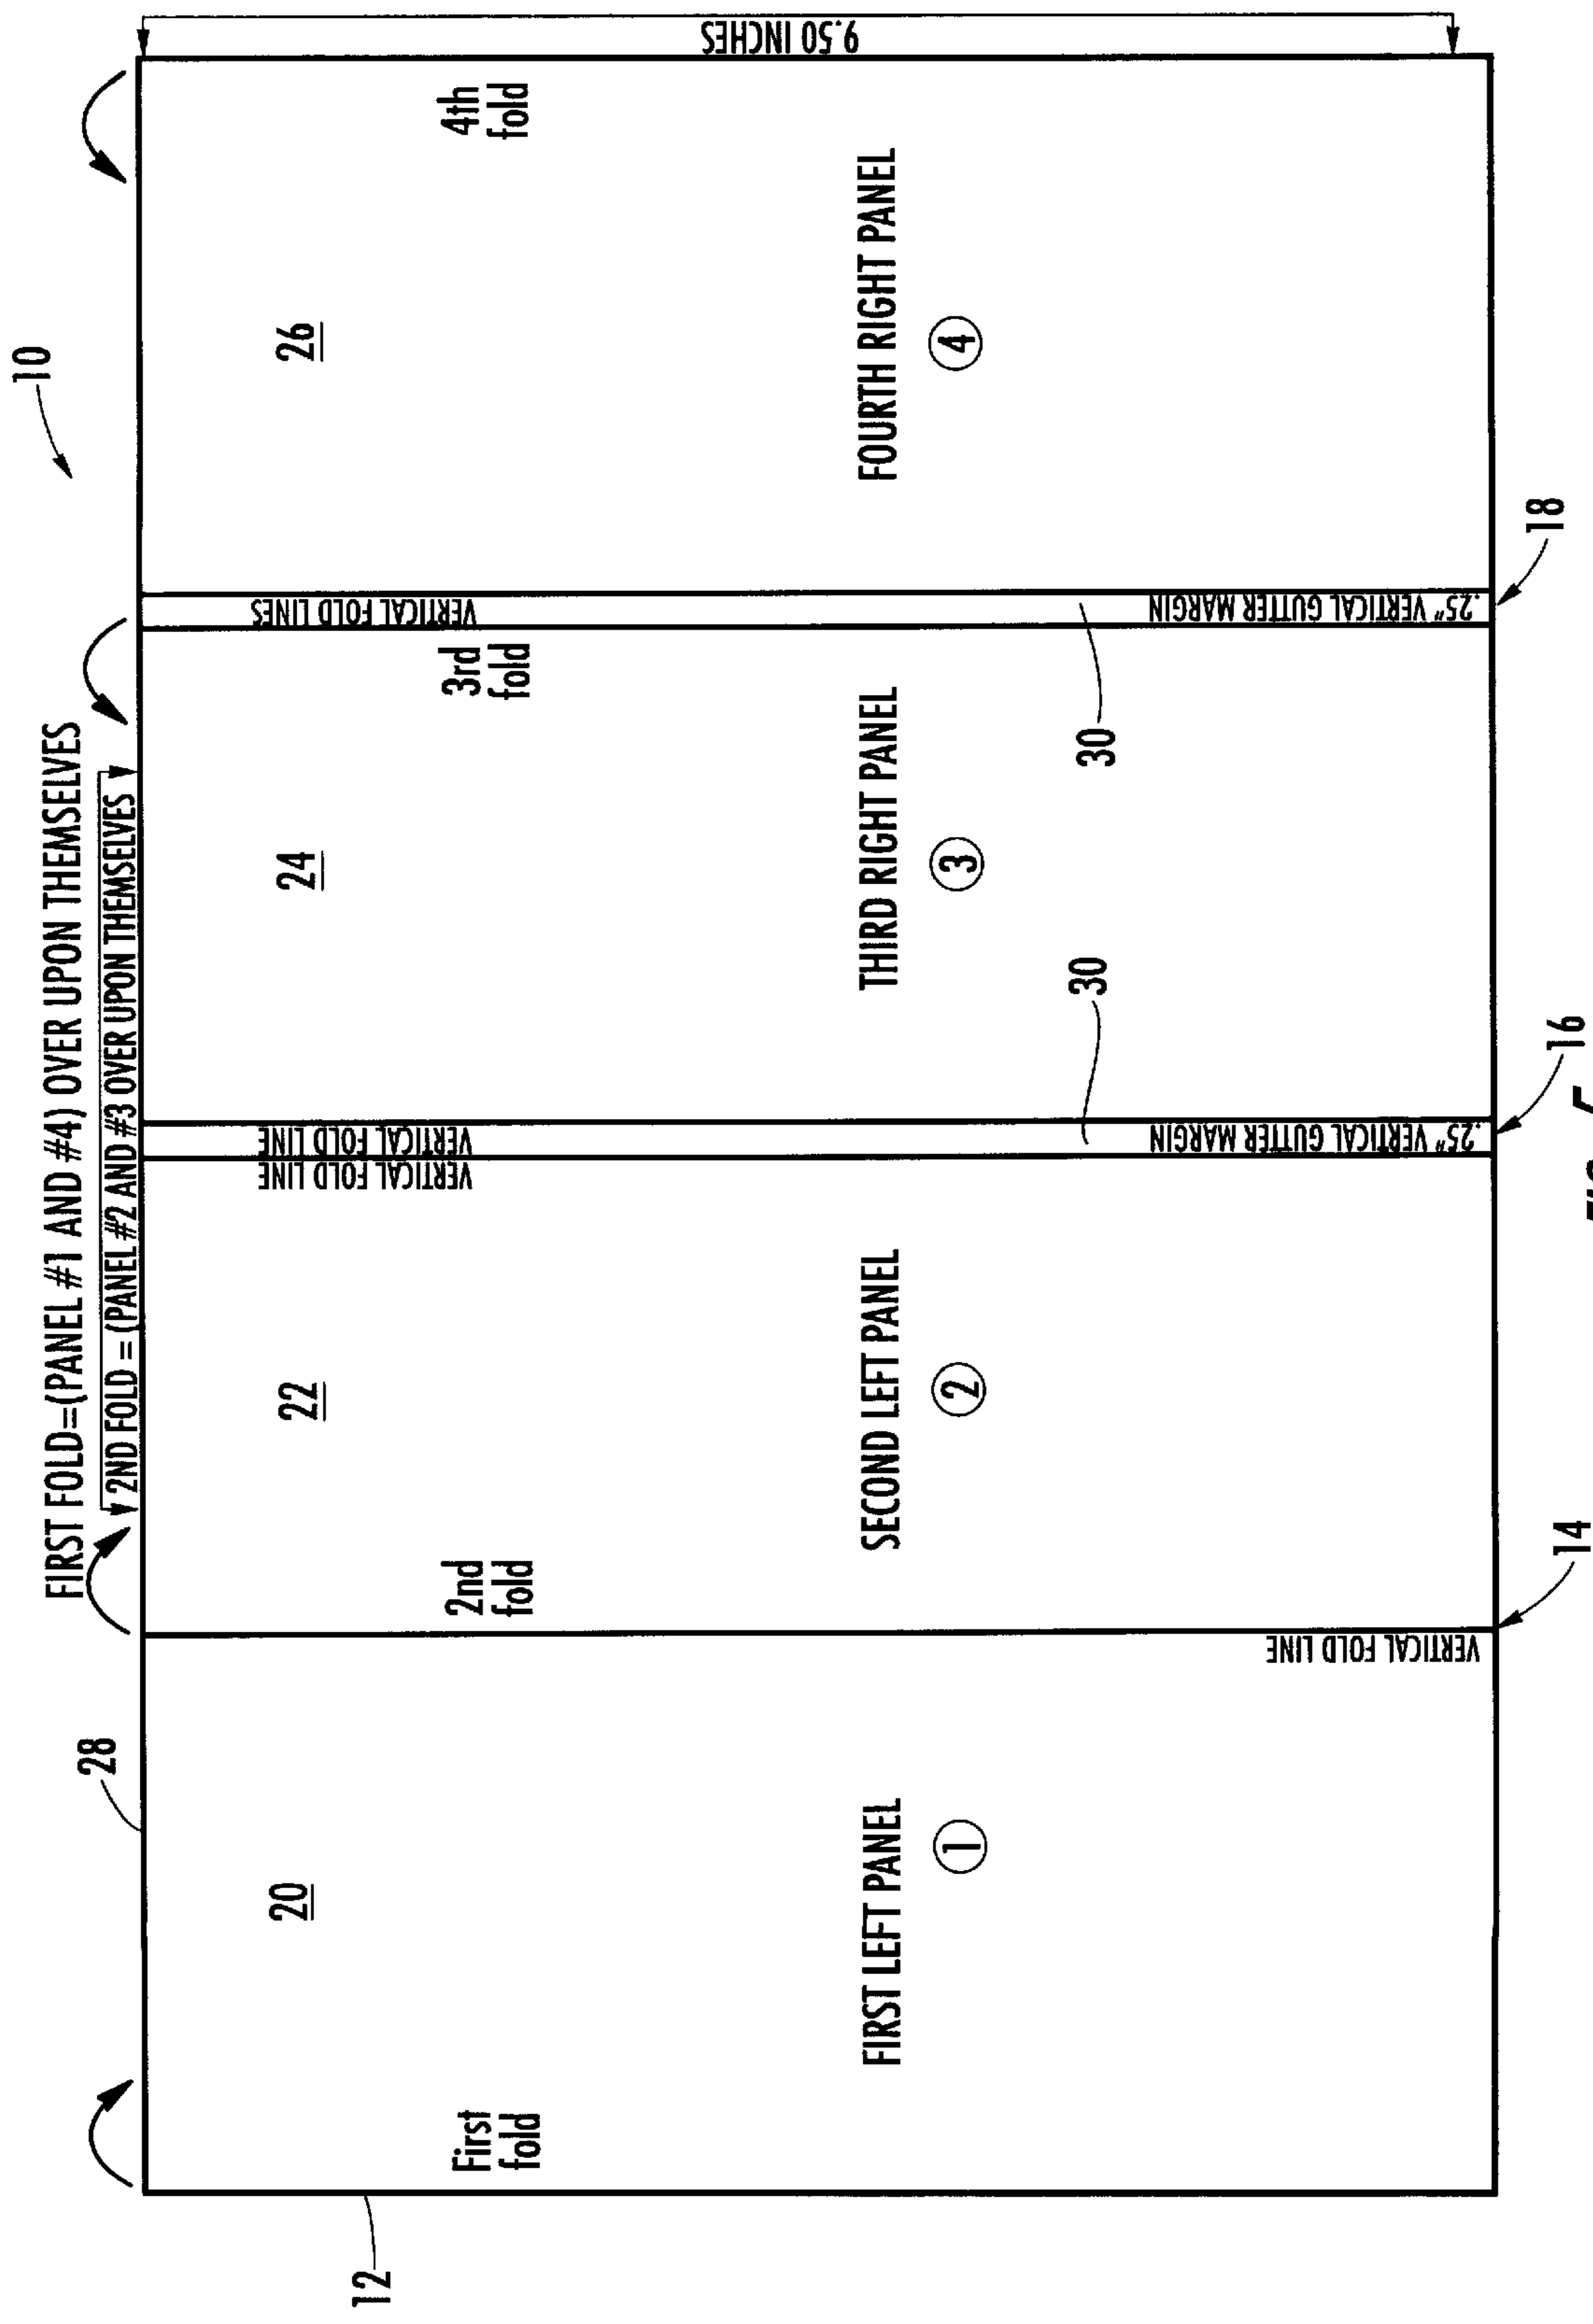 10
FIRST FOLD=(PANEL #1 AND #4) OVER UPON THEMSELVES
2ND FOLD = (PANEL #2 AND #3 OVER UPON THEMSELVES
28
12
20
22
24
26
First
fold
2nd
fold
3rd
fold
4th
fold
VERTICAL FOLD LINE
VERTICAL FOLD LINE
VERTICAL FOLD LINES
9.50 INCHES
FIRST LEFT PANEL
1
SECOND LEFT PANEL
2
THIRD RIGHT PANEL
3
FOURTH RIGHT PANEL
4
30
30
VERTICAL FOLD LINE
.25" VERTICAL GUTTER MARGIN
.25" VERTICAL GUTTER MARGIN
14
16
18